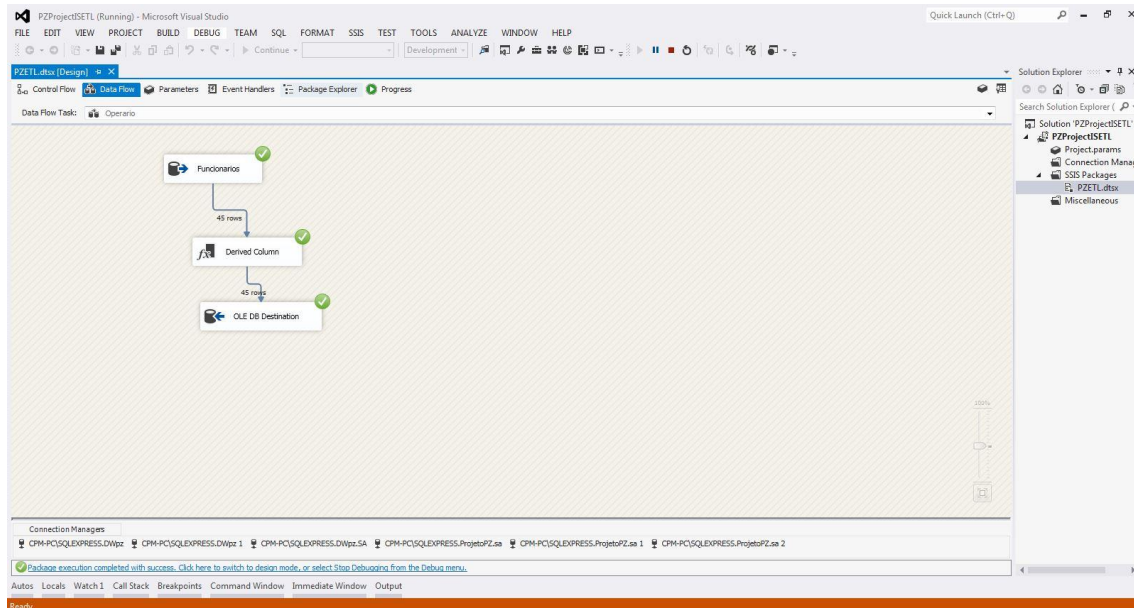 PZProjectISETL (Running) - Microsoft Visual Studio
Quick Launch (Ctrl+Q)
FILE EDIT VIEW PROJECT BUILD DEBUG TEAM SQL FORMAT SSIS TEST TOOLS ANALYZE WINDOW HELP
Continue
Development
PZETL.dtsx [Design]
Solution Explorer
Control Flow Data Flow Parameters Event Handlers Package Explorer Progress
Data Flow Task: Operario
Search Solution Explorer (
Solution 'PZProjectISETL'
PZProjectISETL
Project.params
Connection Mana
SSIS Packages
PZETL.dtsx
Miscellaneous
Funcionarios
45 rows
Derived Column
45 rows
OLE DB Destination
100%
Connection Managers
CPM-PC\SQLEXPRESS.DWpz CPM-PC\SQLEXPRESS.DWpz 1 CPM-PC\SQLEXPRESS.DWpz.SA CPM-PC\SQLEXPRESS.ProjetoPZ.sa CPM-PC\SQLEXPRESS.ProjetoPZ.sa 1 CPM-PC\SQLEXPRESS.ProjetoPZ.sa 2
Package execution completed with success. Click here to switch to design mode, or select Stop Debugging from the Debug menu.
Autos Locals Watch 1 Call Stack Breakpoints Command Window Immediate Window Output
Ready